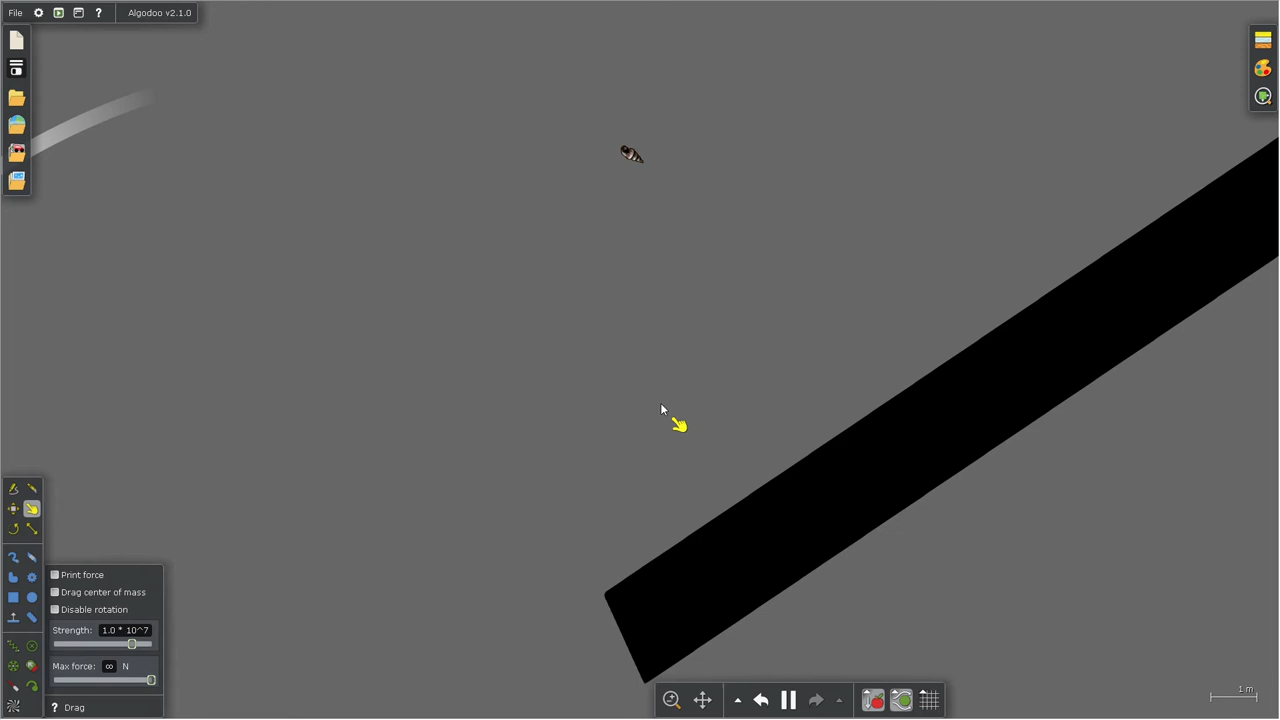 File ? Algodoo v2.1.0
Print force
Drag center of mass
Disable rotation
Strength: 1.0 * 10^7
Max force: ∞ N
? Drag
1 m